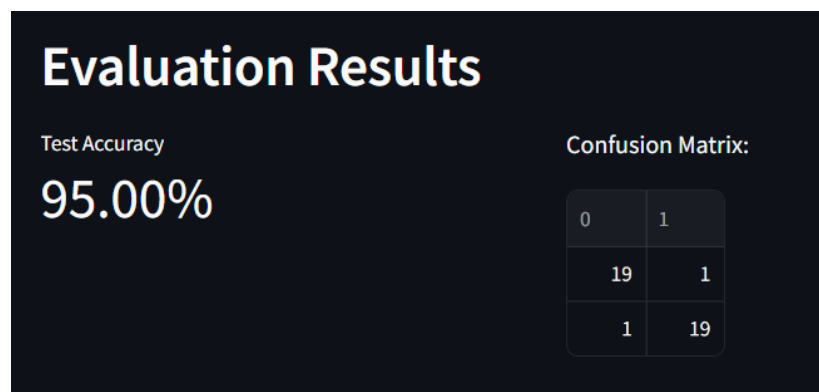 Evaluation Results
Test Accuracy
95.00%
Confusion Matrix:
0 1
19 1
1 19